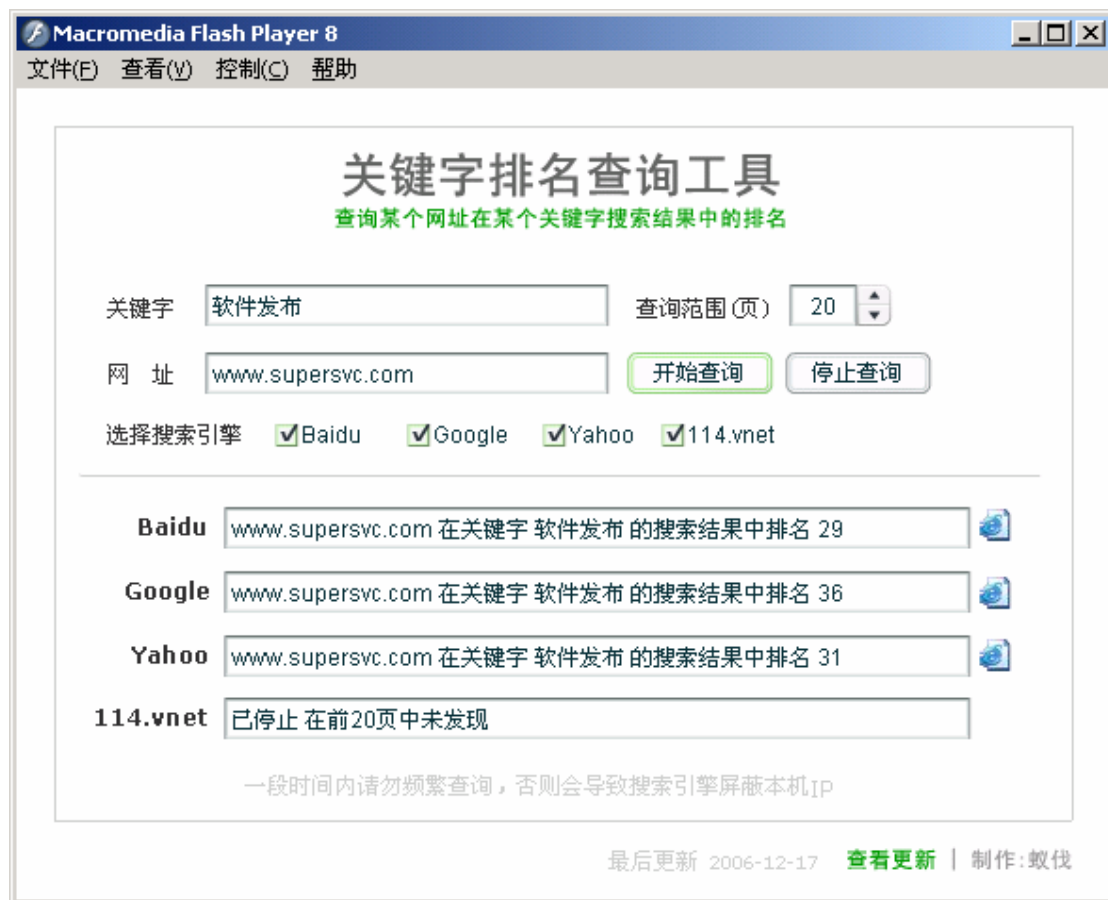 Macromedia Flash Player 8
文件(F) 查看(V) 控制(C) 帮助
关键字排名查询工具
查询某个网址在某个关键字搜索结果中的排名
关键字 软件发布 查询范围(页) 20
网 址 www.supersvc.com 开始查询 停止查询
选择搜索引擎 Baidu Google Yahoo 114.vnet
Baidu www.supersvc.com 在关键字 软件发布 的搜索结果中排名 29
Google www.supersvc.com 在关键字 软件发布 的搜索结果中排名 36
Yahoo www.supersvc.com 在关键字 软件发布 的搜索结果中排名 31
114.vnet 已停止 在前20页中未发现
一段时间内请勿频繁查询，否则会导致搜索引擎屏蔽本机IP
最后更新 2006-12-17 查看更新 | 制作:蚁伐